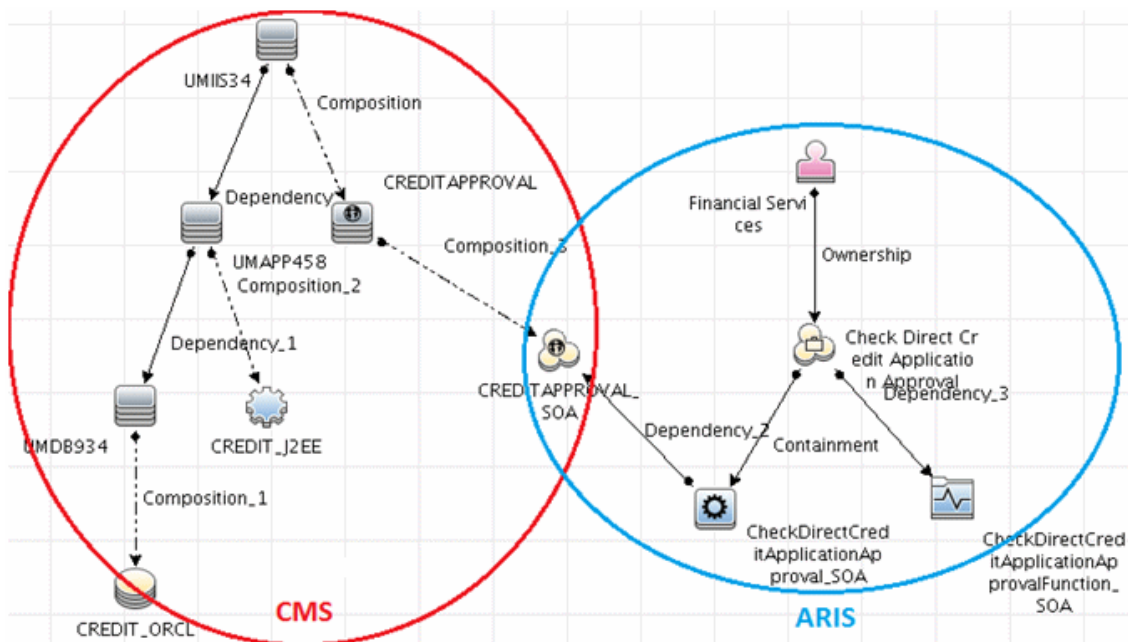 UMIIS34
Composition
CREDITAPPROVAL
Dependency
Financial Servi
ces
UMAPP458
Composition_2
Composition_3
Ownership
Dependency_1
Check Direct Cr
edit Applicatio
n Approval
CREDITAPPROVAL_
SOA
Dependency_3
UMDB934
CREDIT_J2EE
Dependency_2
Containment
Composition_1
CheckDirectCred
itApplicationAp
proval_SOA
CheckDirectCred
itApplicationAp
provalFunction_
SOA
CREDIT_ORCL
CMS
ARIS